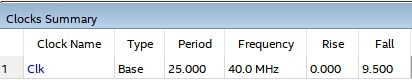 Clocks Summary
Clock Name Type Period Frequency Rise Fall
1 Clk Base 25.000 40.0 MHz 0.000 9.500